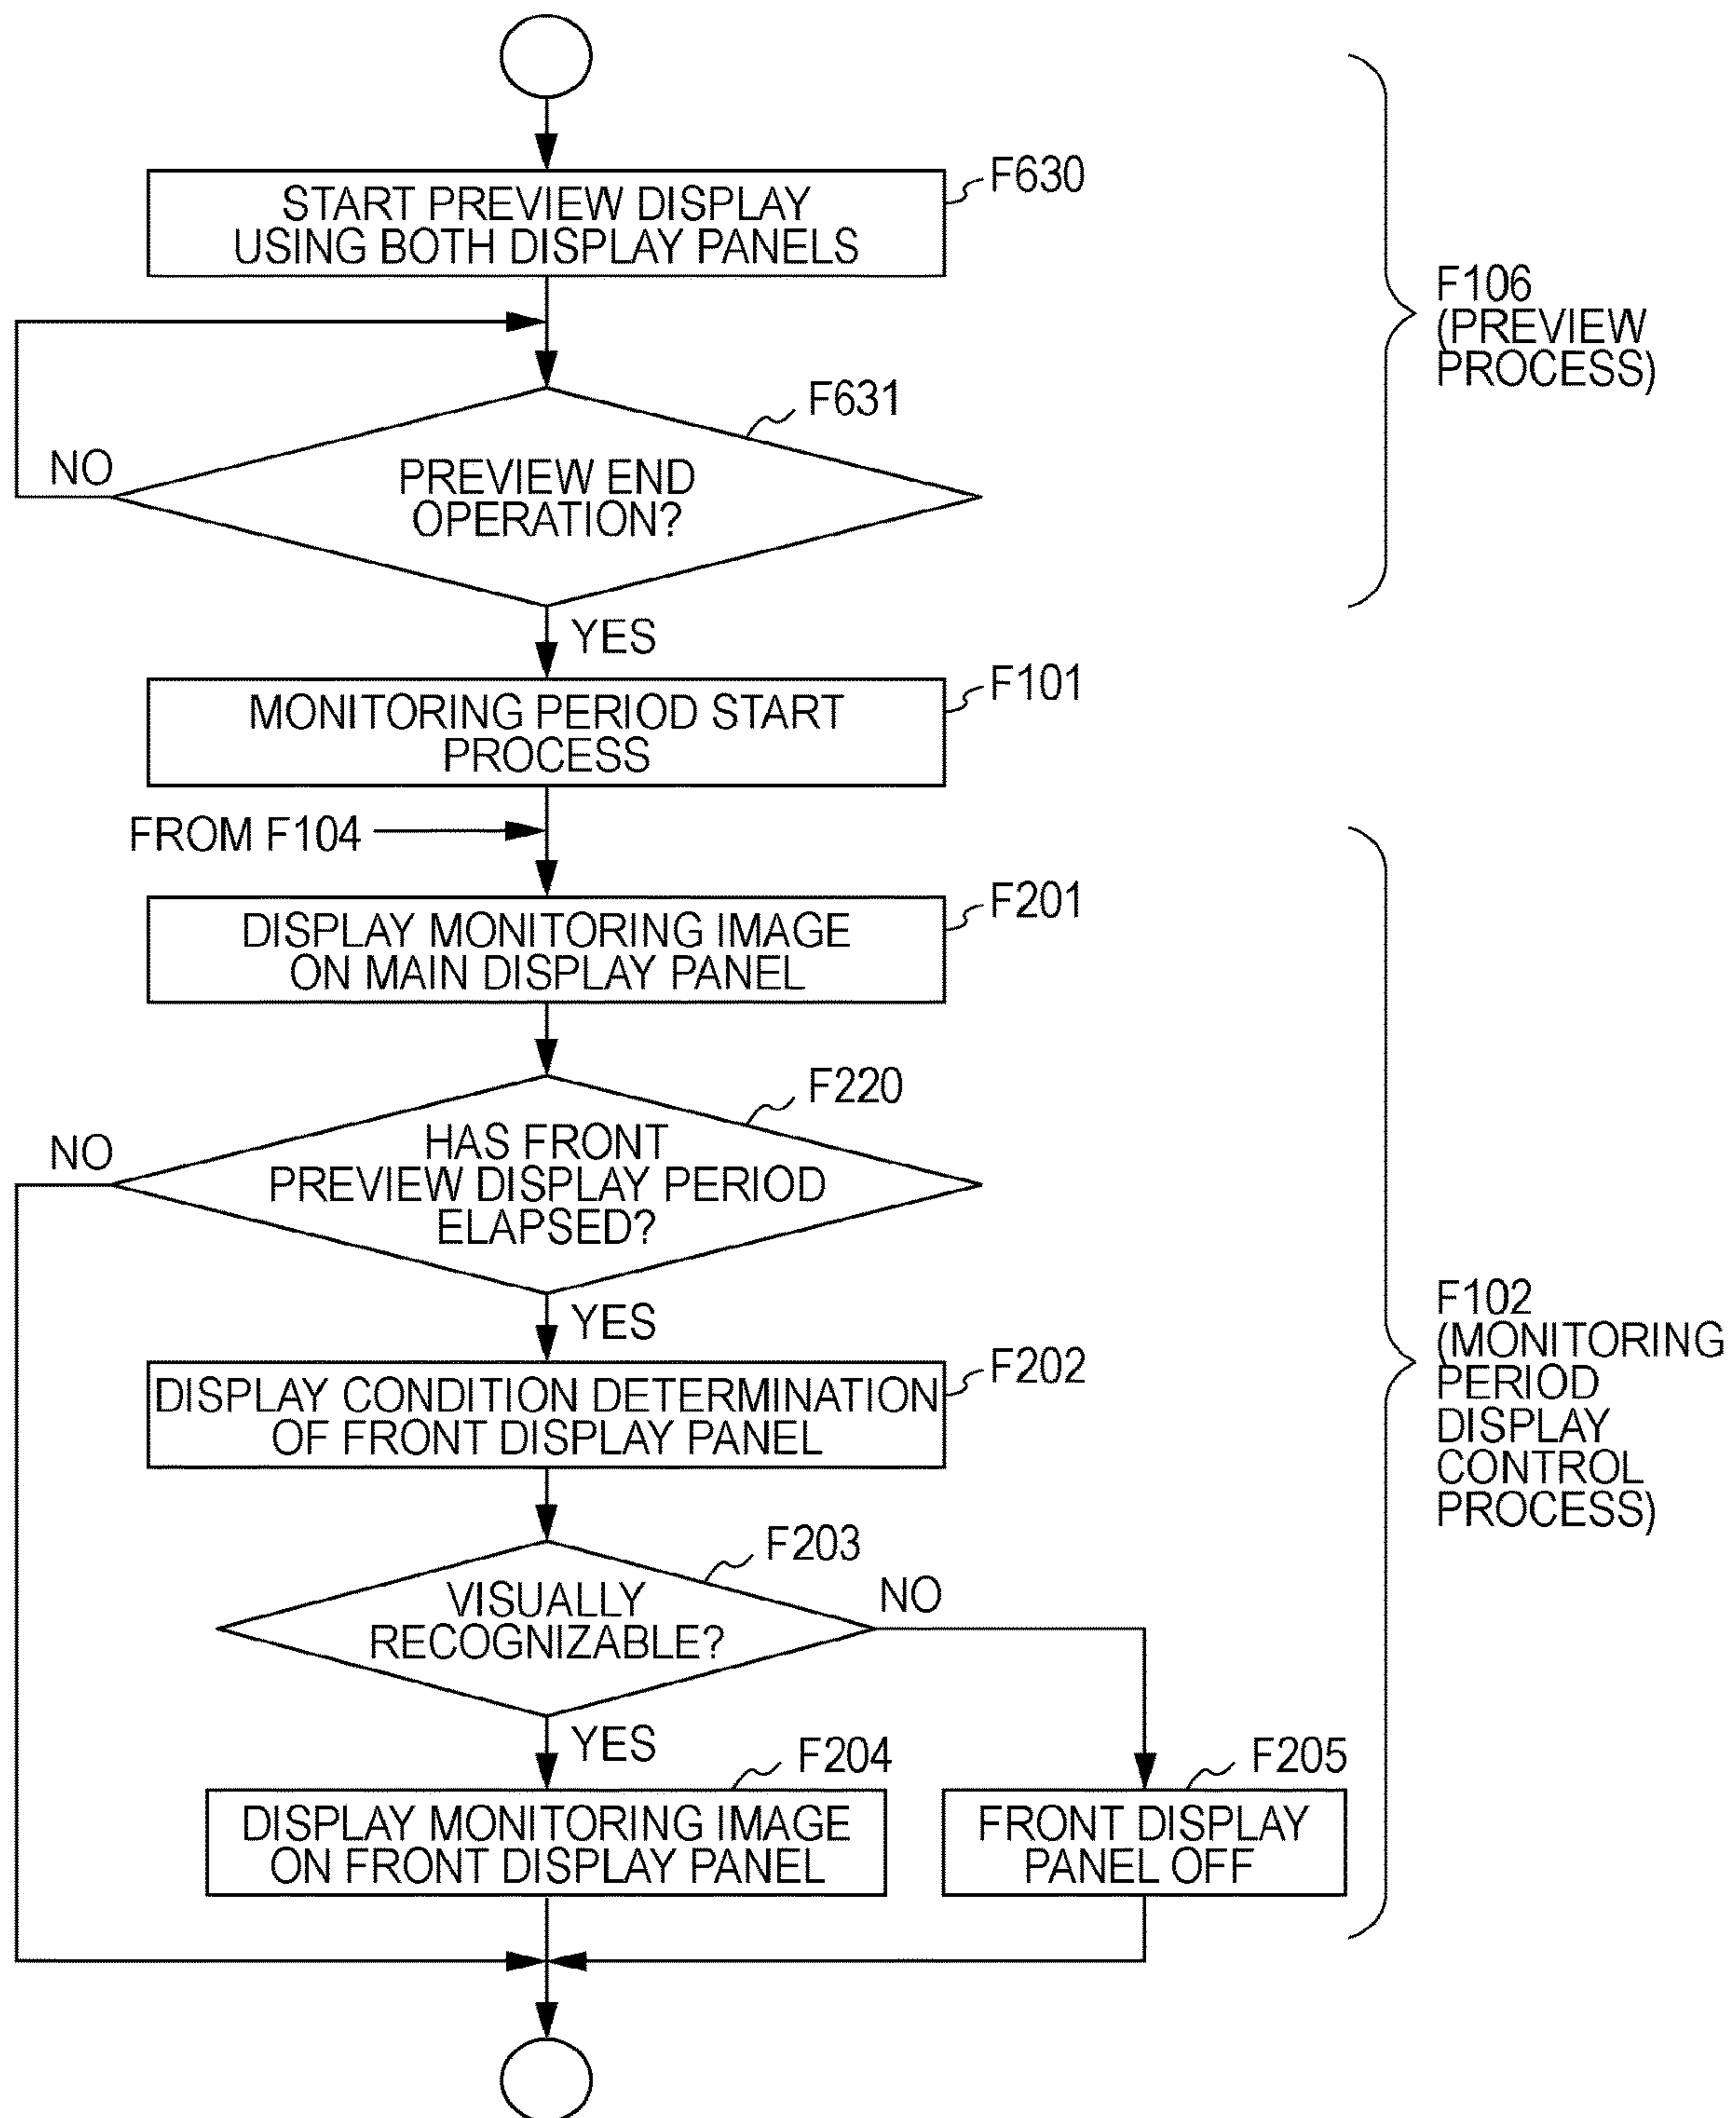 F630
START PREVIEW DISPLAY
USING BOTH DISPLAY PANELS
F106
(PREVIEW
PROCESS)
F631
NO
PREVIEW END
OPERATION?
YES
F101
MONITORING PERIOD START
PROCESS
FROM F104
F201
DISPLAY MONITORING IMAGE
ON MAIN DISPLAY PANEL
F220
NO
HAS FRONT
PREVIEW DISPLAY PERIOD
ELAPSED?
YES
F102
(MONITORING
PERIOD
DISPLAY
CONTROL
PROCESS)
F202
DISPLAY CONDITION DETERMINATION
OF FRONT DISPLAY PANEL
F203
VISUALLY
RECOGNIZABLE?
NO
YES
F204
DISPLAY MONITORING IMAGE
ON FRONT DISPLAY PANEL
F205
FRONT DISPLAY
PANEL OFF